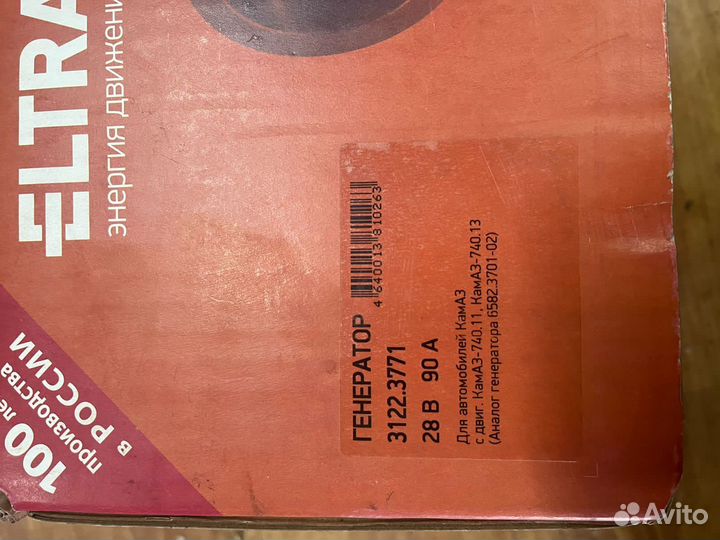 ELTRA
энергия движени
100 ле
производства
в РОССИИ
ГЕНЕРАТОР
3122.3771
28 В 90 А
4 640013 810263
Для автомобилей КамАЗ
с двиг. КамАЗ-740.11, КамАЗ-740.13
(Аналог генератора 6582.3701-02)
Avito